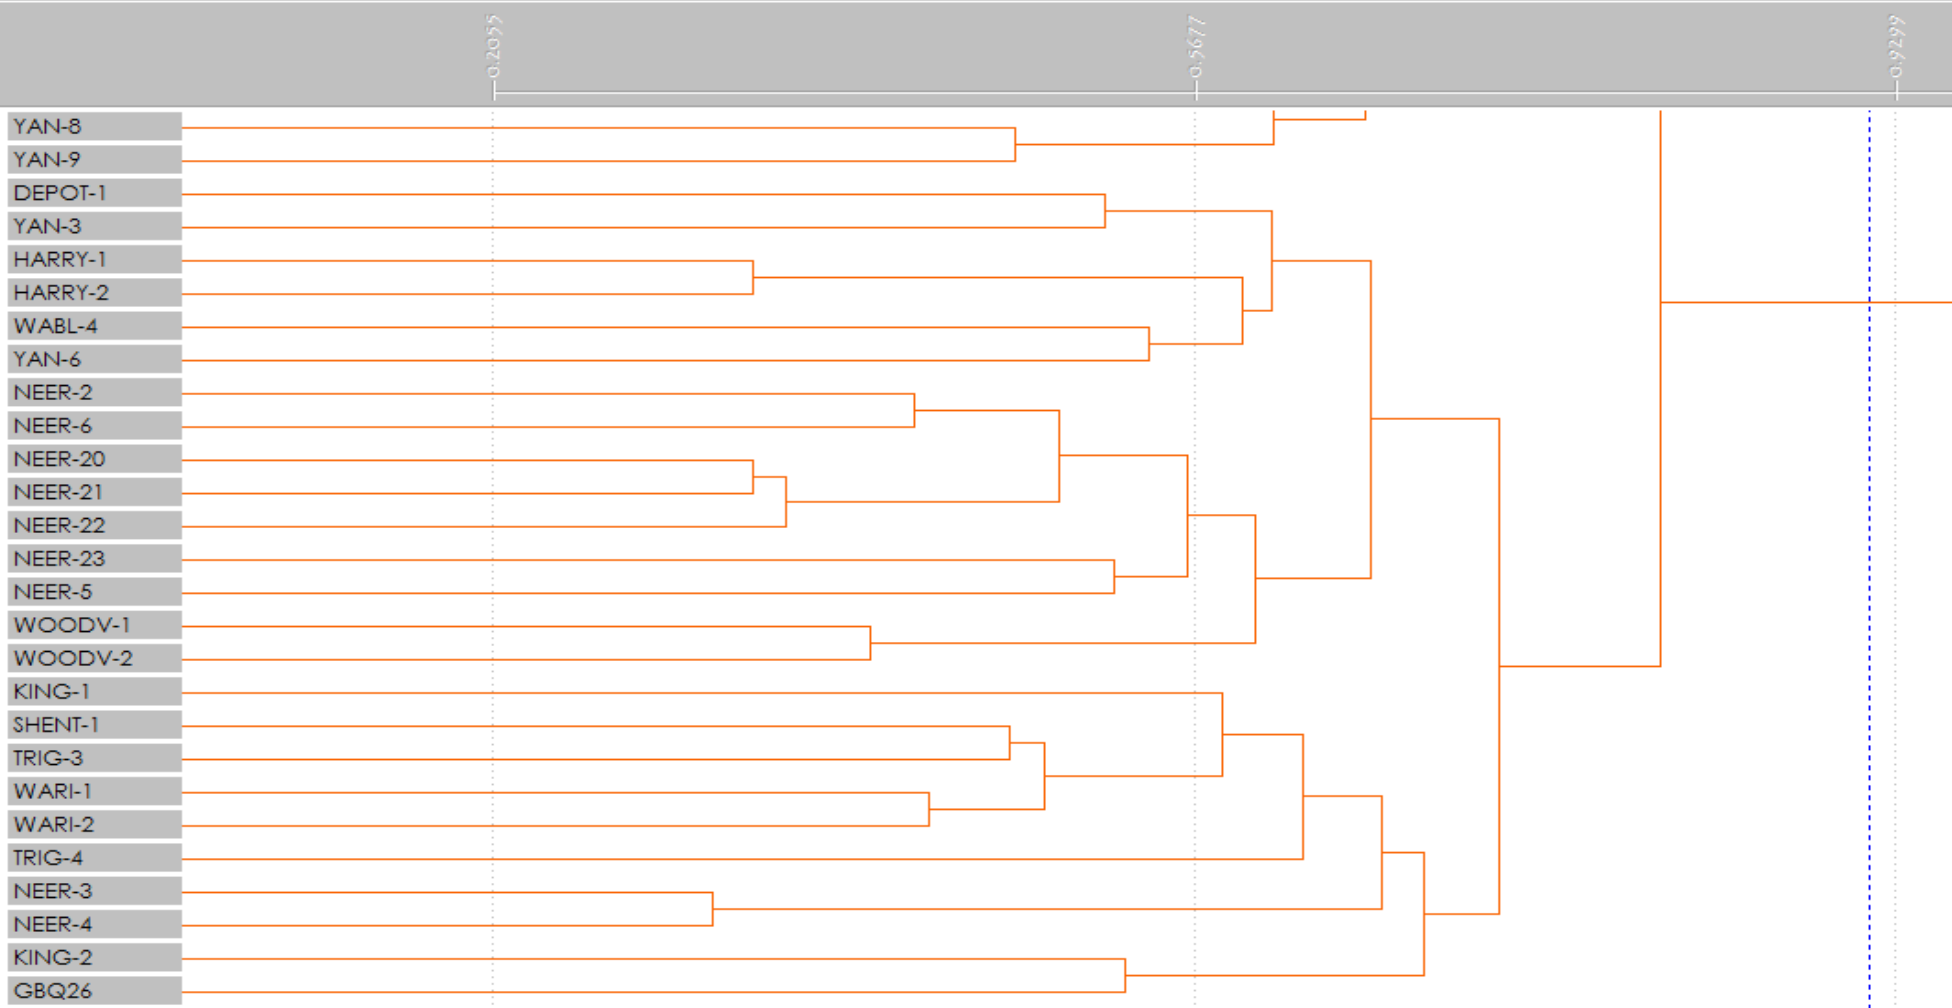 0.2055
0.5677
0.9299
YAN-8
YAN-9
DEPOT-1
YAN-3
HARRY-1
HARRY-2
WABL-4
YAN-6
NEER-2
NEER-6
NEER-20
NEER-21
NEER-22
NEER-23
NEER-5
WOODV-1
WOODV-2
KING-1
SHENT-1
TRIG-3
WARI-1
WARI-2
TRIG-4
NEER-3
NEER-4
KING-2
GBQ26